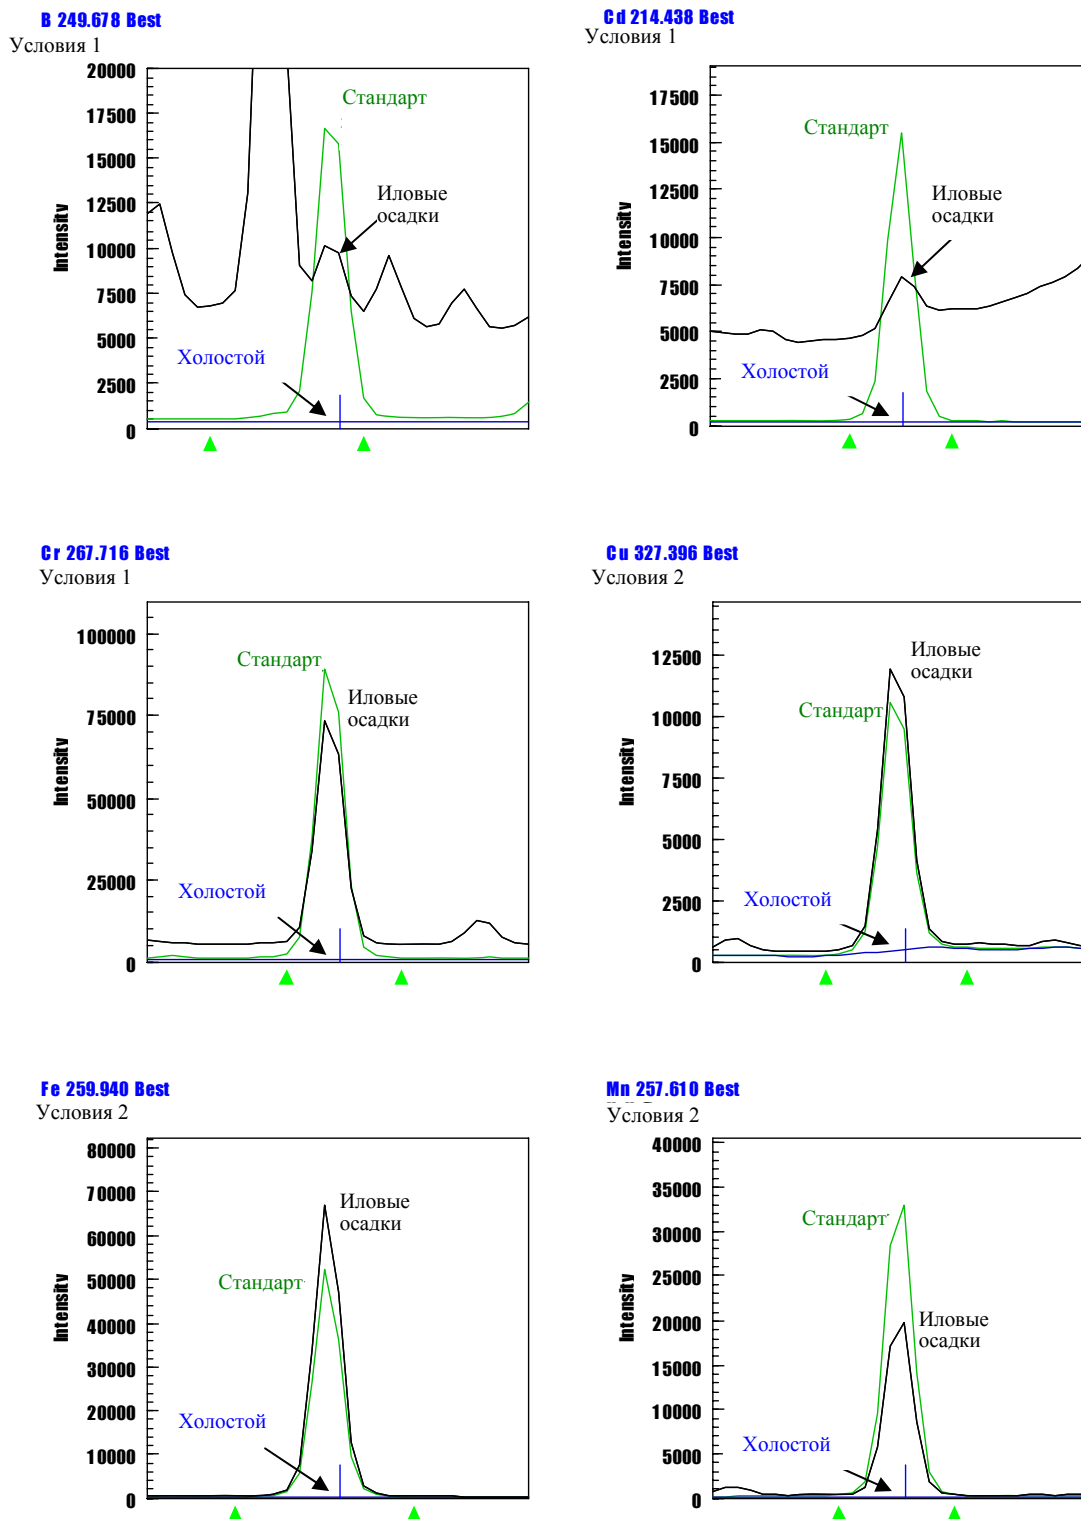 B 249.678 Best
Условия 1
20000
17500
15000
12500
10000
7500
5000
2500
0
Intensity
Стандарт
Иловые
осадки
Холостой
Cd 214.438 Best
Условия 1
17500
15000
12500
10000
7500
5000
2500
0
Intensity
Стандарт
Иловые
осадки
Холостой
Cr 267.716 Best
Условия 1
100000
75000
50000
25000
0
Intensity
Стандарт
Иловые
осадки
Холостой
Cu 327.396 Best
Условия 2
12500
10000
7500
5000
2500
0
Intensity
Иловые
осадки
Стандарт
Холостой
Fe 259.940 Best
Условия 2
80000
70000
60000
50000
40000
30000
20000
10000
0
Intensity
Иловые
осадки
Стандарт
Холостой
Mn 257.610 Best
Условия 2
40000
35000
30000
25000
20000
15000
10000
5000
0
Intensity
Стандарт
Иловые
осадки
Холостой